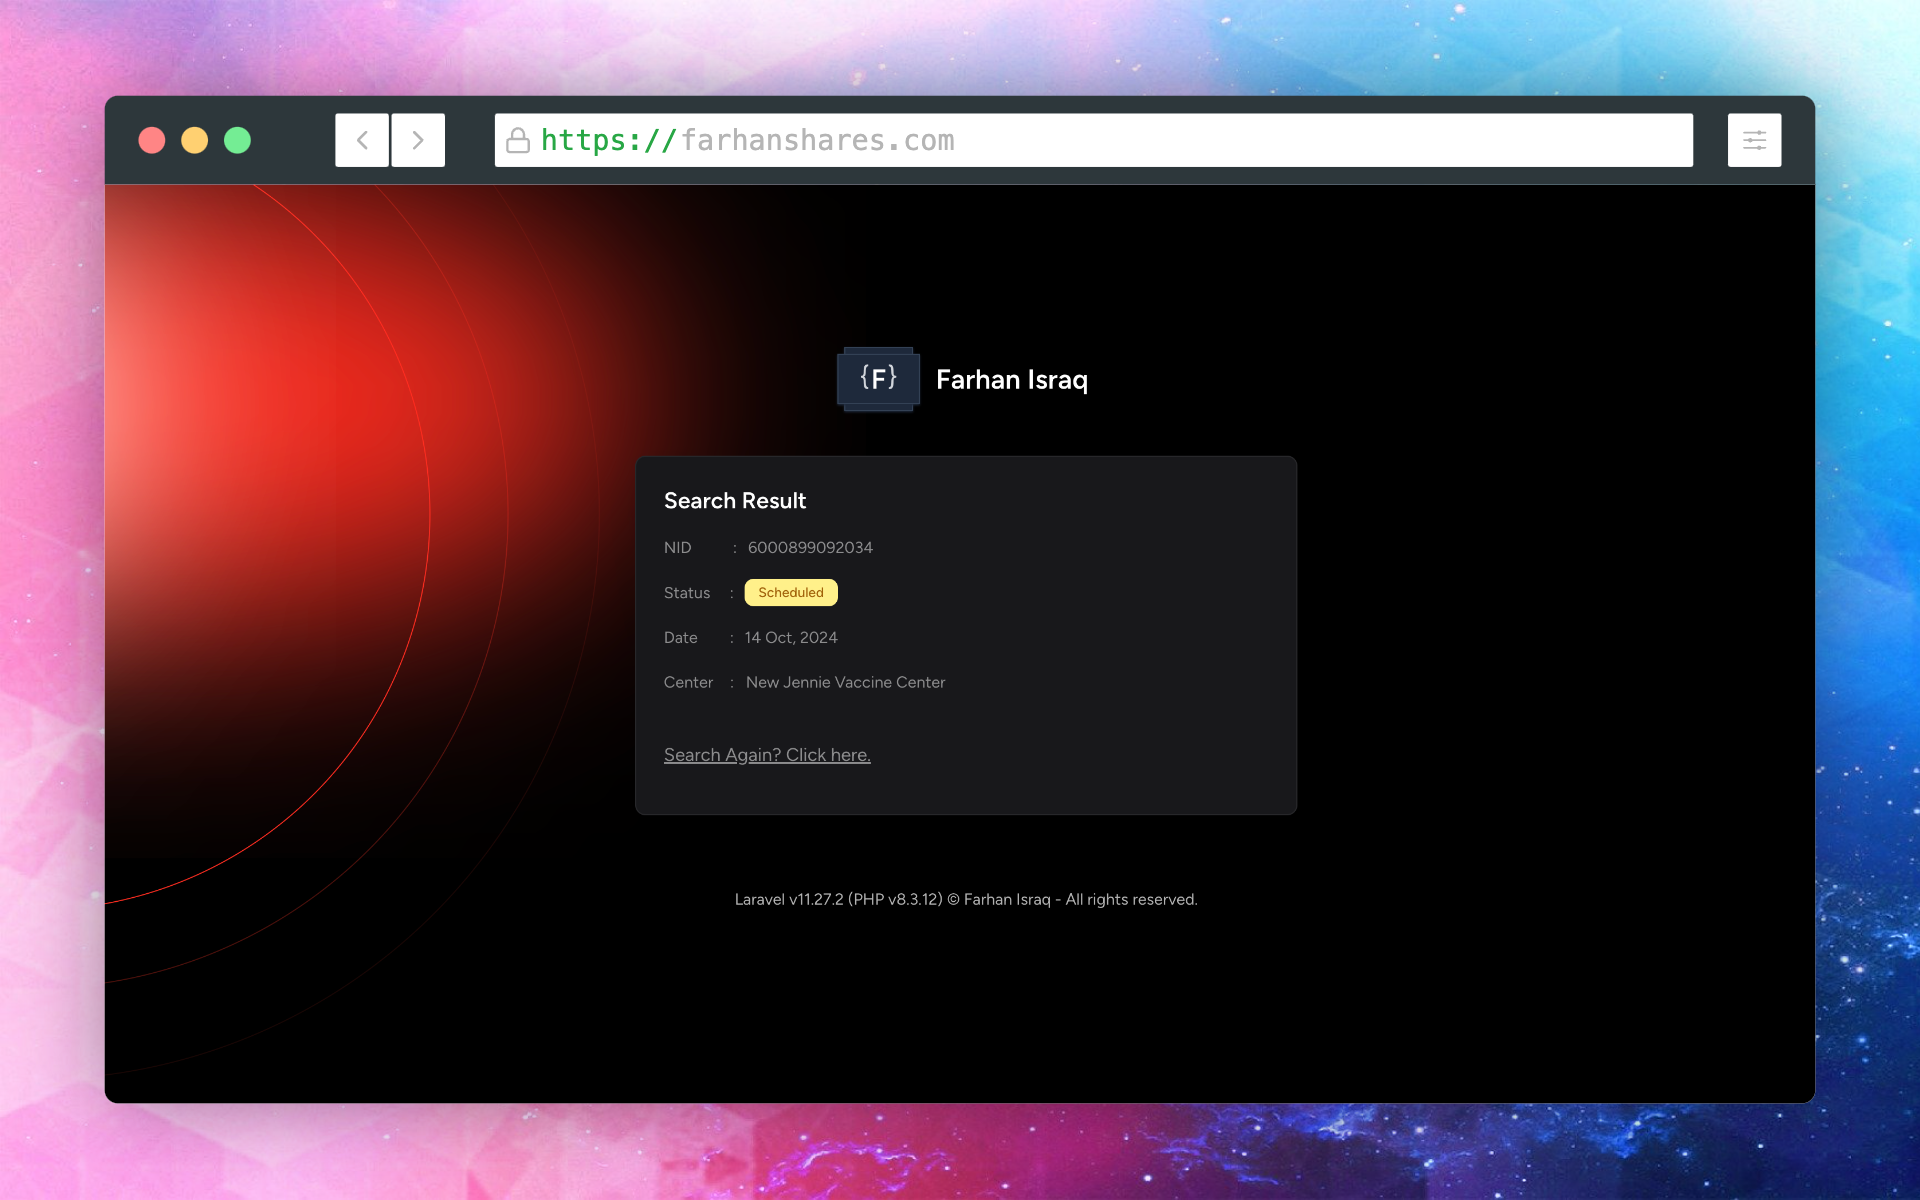 https://farhanshares.com
{F} Farhan Israq
Search Result
NID : 6000899092034
Status : Scheduled
Date : 14 Oct, 2024
Center : New Jennie Vaccine Center
Search Again? Click here.
Laravel v11.27.2 (PHP v8.3.12) © Farhan Israq - All rights reserved.